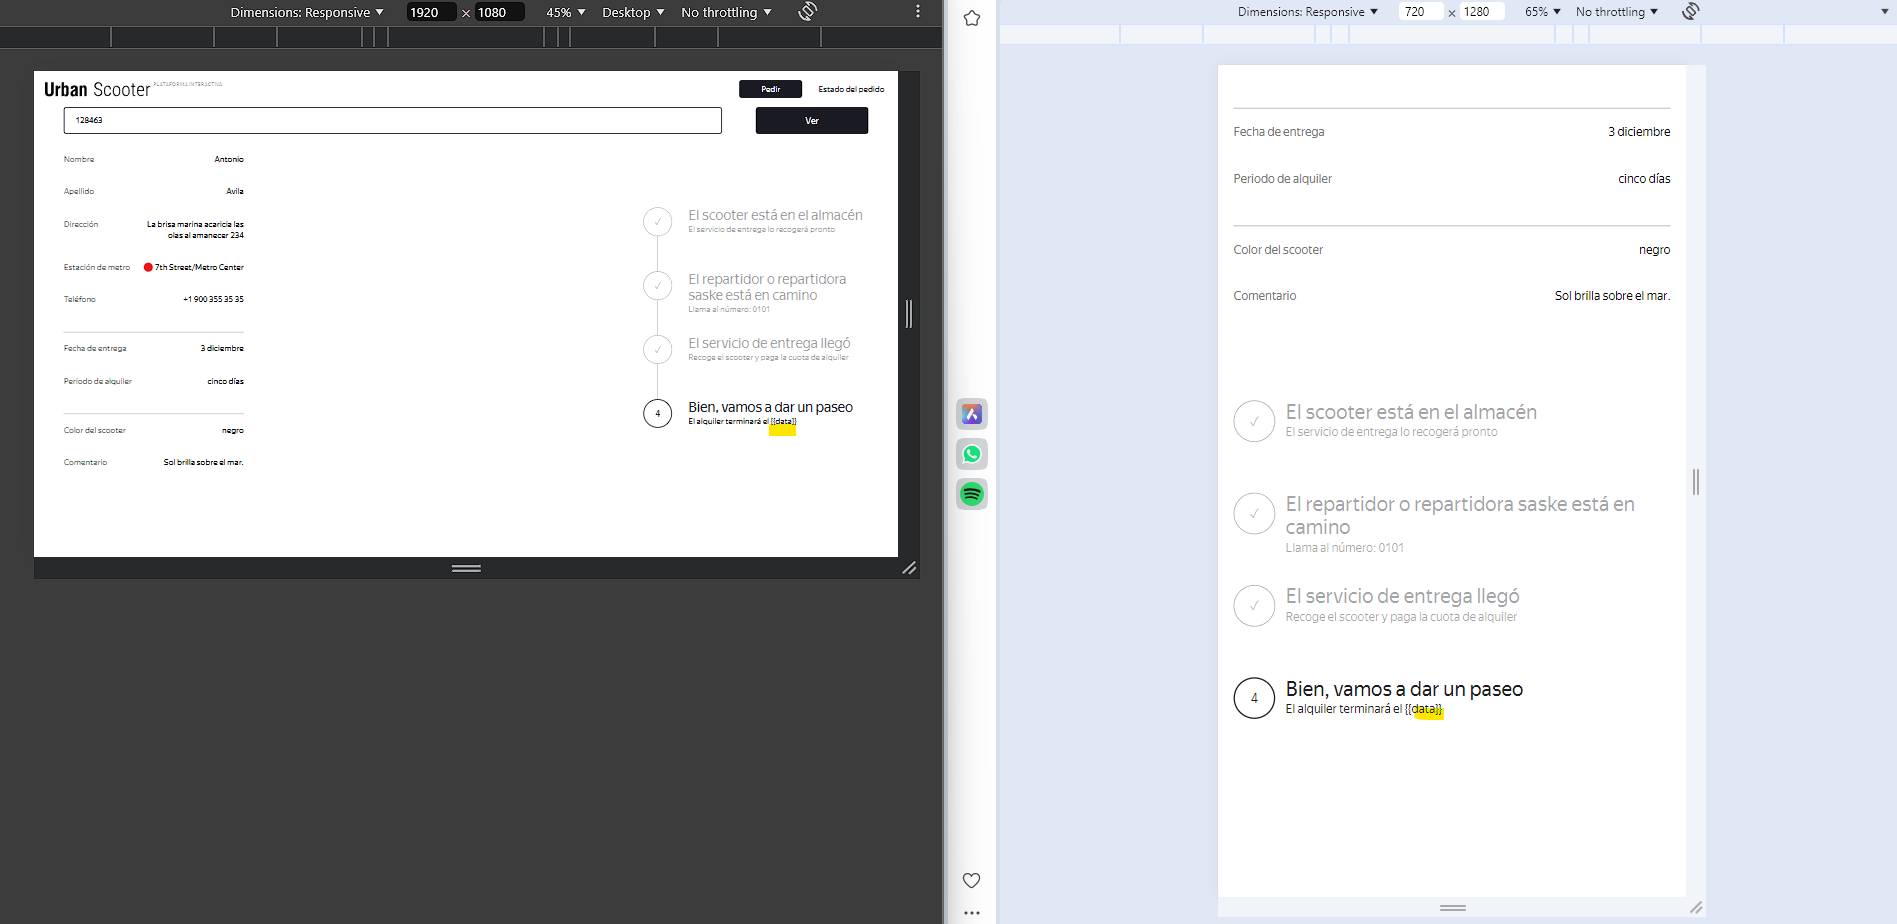 Dimensions: Responsive 1920 × 1080 45% Desktop No throttling
Urban Scooter PLATAFORMA INTERACTIVA
Pedir Estado del pedido
128463 Ver
Nombre Antonio
Apellido Avila
Dirección La brisa marina acaricia las
olas al amanecer 234
Estación de metro 7th Street/Metro Center
Teléfono +1 900 355 35 35
Fecha de entrega 3 diciembre
Periodo de alquiler cinco días
Color del scooter negro
Comentario Sol brilla sobre el mar.
✓ El scooter está en el almacén
El servicio de entrega lo recogerá pronto
✓ El repartidor o repartidora
saske está en camino
Llama al número: 0101
✓ El servicio de entrega llegó
Recoge el scooter y paga la cuota de alquiler
4 Bien, vamos a dar un paseo
El alquiler terminará el {{data}}
Dimensions: Responsive 720 × 1280 65% No throttling
Fecha de entrega 3 diciembre
Periodo de alquiler cinco días
Color del scooter negro
Comentario Sol brilla sobre el mar.
✓ El scooter está en el almacén
El servicio de entrega lo recogerá pronto
✓ El repartidor o repartidora saske está en
camino
Llama al número: 0101
✓ El servicio de entrega llegó
Recoge el scooter y paga la cuota de alquiler
4 Bien, vamos a dar un paseo
El alquiler terminará el {{data}}